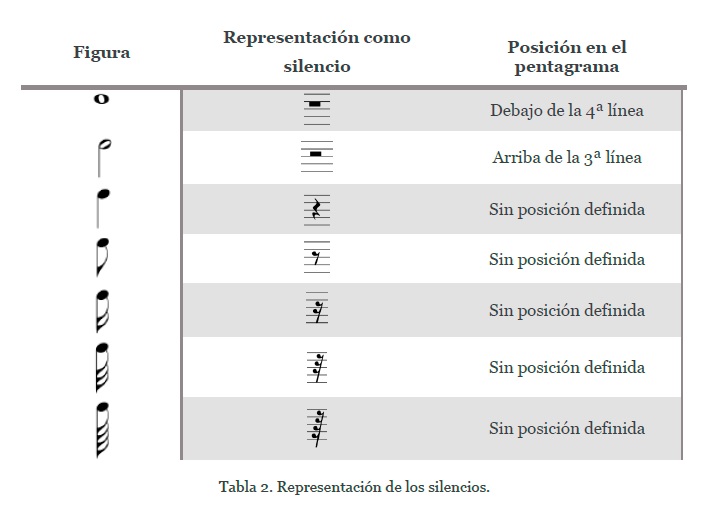 Figura
Representación como
silencio
Posición en el
pentagrama
Debajo de la 4ª línea
Arriba de la 3ª línea
Sin posición definida
Sin posición definida
Sin posición definida
Sin posición definida
Sin posición definida
Tabla 2. Representación de los silencios.